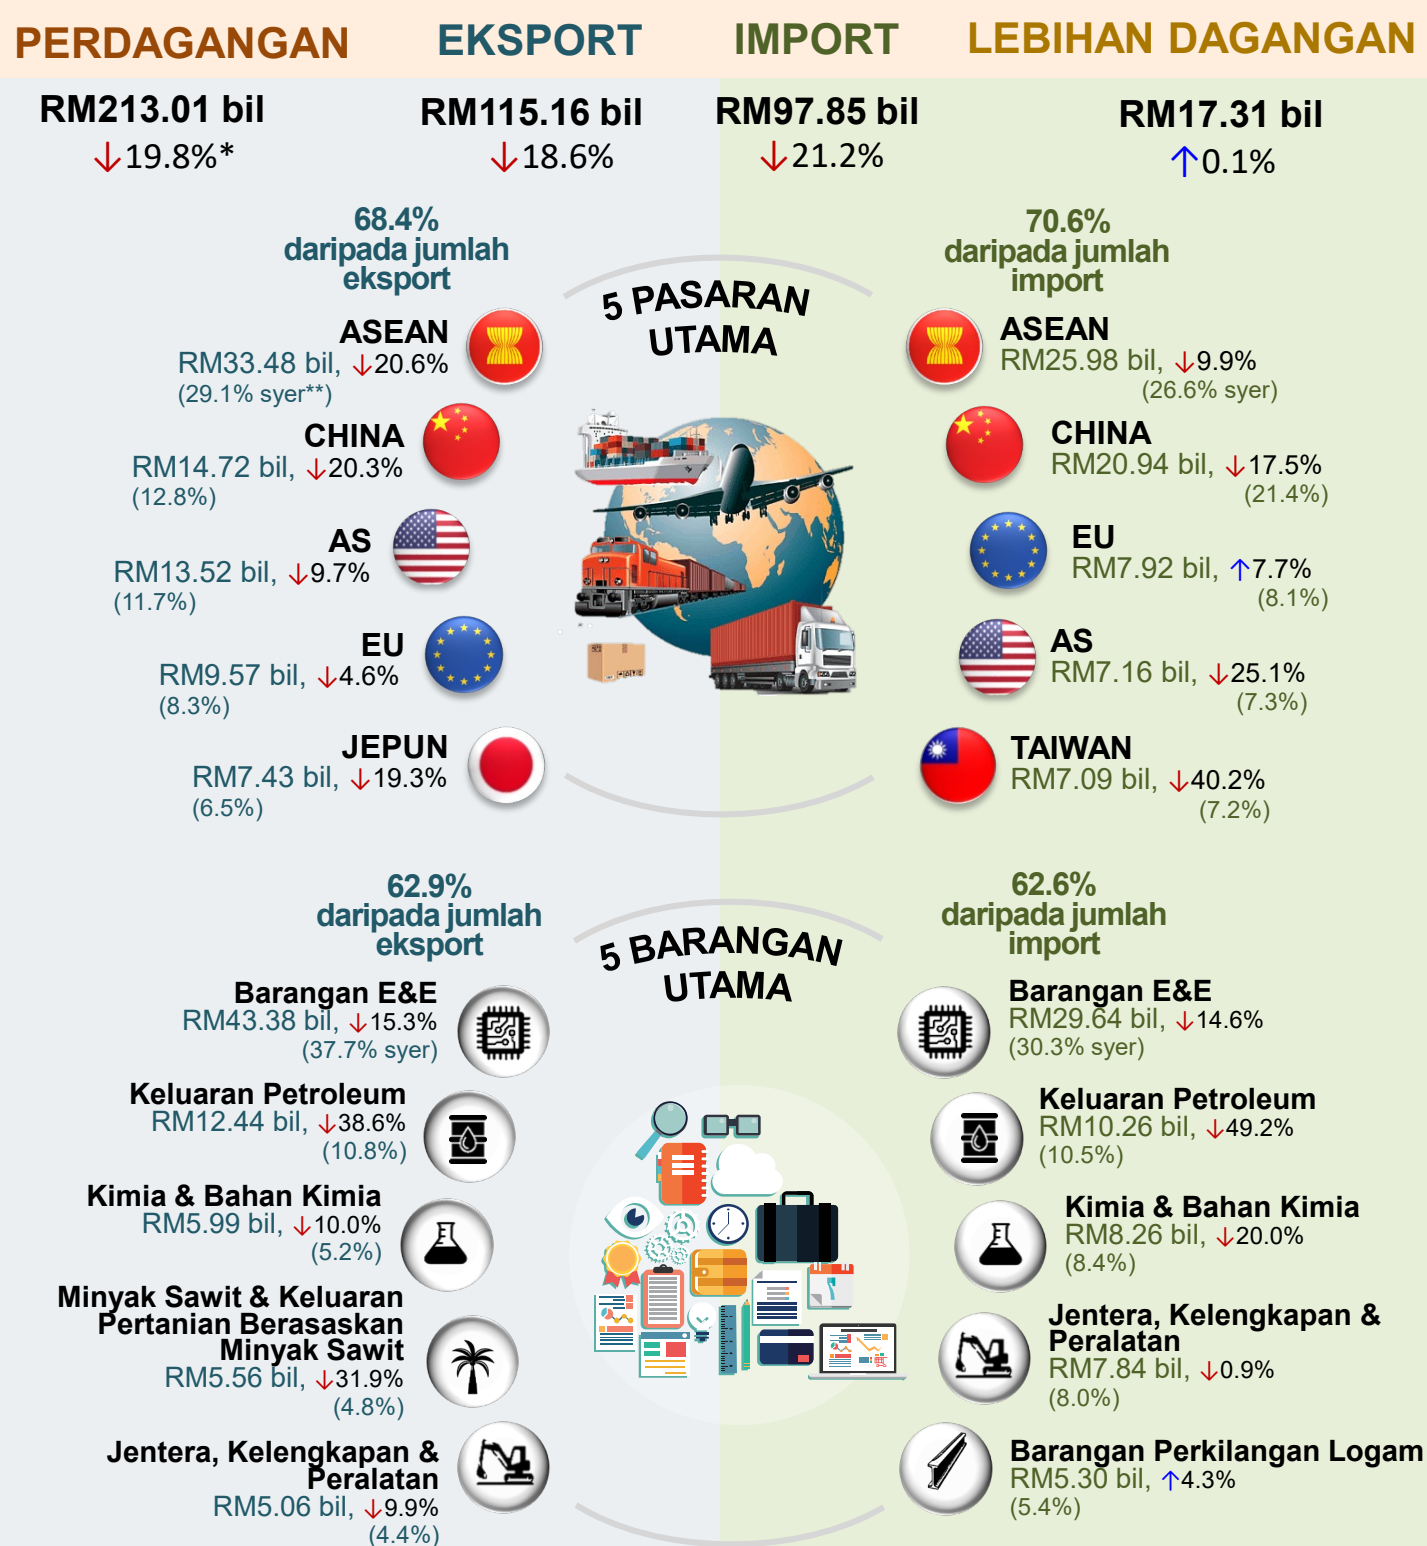 PERDAGANGAN
EKSPORT
IMPORT
LEBIHAN DAGANGAN
RM213.01 bil
↓19.8%*
RM115.16 bil
↓18.6%
RM97.85 bil
↓21.2%
RM17.31 bil
↑0.1%
5 PASARAN
UTAMA
68.4%
daripada jumlah
eksport
ASEAN
RM33.48 bil, ↓20.6%
(29.1% syer**)
CHINA
RM14.72 bil, ↓20.3%
(12.8%)
AS
RM13.52 bil, ↓9.7%
(11.7%)
EU
RM9.57 bil, ↓4.6%
(8.3%)
JEPUN
RM7.43 bil, ↓19.3%
(6.5%)
70.6%
daripada jumlah
import
ASEAN
RM25.98 bil, ↓9.9%
(26.6% syer)
CHINA
RM20.94 bil, ↓17.5%
(21.4%)
EU
RM7.92 bil, ↑7.7%
(8.1%)
AS
RM7.16 bil, ↓25.1%
(7.3%)
TAIWAN
RM7.09 bil, ↓40.2%
(7.2%)
5 BARANGAN
UTAMA
62.9%
daripada jumlah
eksport
Barangan E&E
RM43.38 bil, ↓15.3%
(37.7% syer)
Keluaran Petroleum
RM12.44 bil, ↓38.6%
(10.8%)
Kimia & Bahan Kimia
RM5.99 bil, ↓10.0%
(5.2%)
Minyak Sawit & Keluaran
Pertanian Berasaskan
Minyak Sawit
RM5.56 bil, ↓31.9%
(4.8%)
Jentera, Kelengkapan &
Peralatan
RM5.06 bil, ↓9.9%
(4.4%)
62.6%
daripada jumlah
import
Barangan E&E
RM29.64 bil, ↓14.6%
(30.3% syer)
Keluaran Petroleum
RM10.26 bil, ↓49.2%
(10.5%)
Kimia & Bahan Kimia
RM8.26 bil, ↓20.0%
(8.4%)
Jentera, Kelengkapan &
Peralatan
RM7.84 bil, ↓0.9%
(8.0%)
Barangan Perkilangan Logam
RM5.30 bil, ↑4.3%
(5.4%)